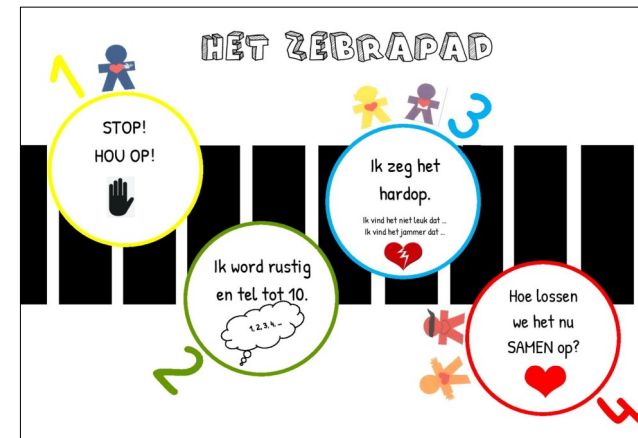 HET ZEBRAPAD
1
STOP!
HOU OP!
2
Ik word rustig
en tel tot 10.
1, 2, 3, 4, ...
3
Ik zeg het
hardop.
Ik vind het niet leuk dat ...
Ik vind het jammer dat ...
4
Hoe lossen
we het nu
SAMEN op?